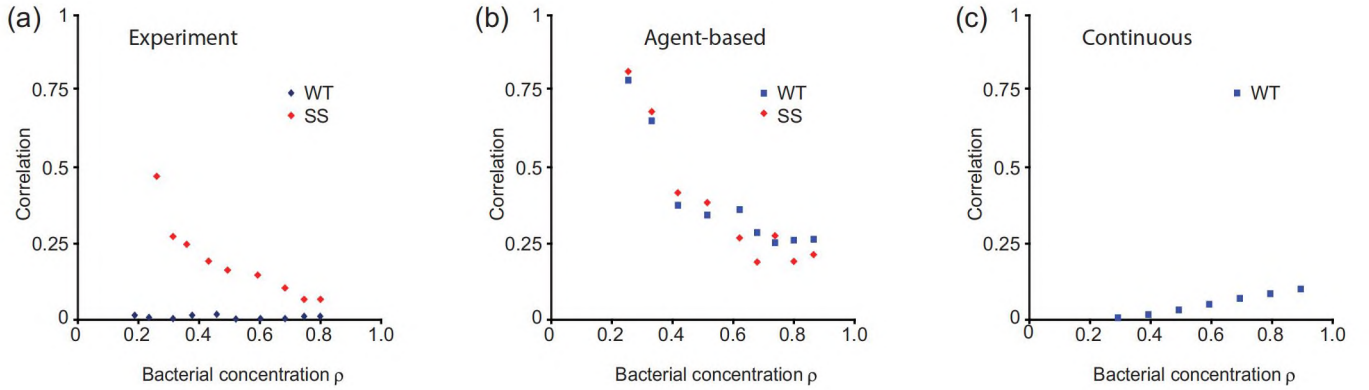 (a)
Experiment
WT
SS
Correlation
1
0.75
0.5
0.25
0
0
0.2
0.4
0.6
0.8
1.0
Bacterial concentration ρ
(b)
Agent-based
WT
SS
Correlation
1
0.75
0.5
0.25
0
0
0.2
0.4
0.6
0.8
1.0
Bacterial concentration ρ
(c)
Continuous
WT
Correlation
1
0.75
0.5
0.25
0
0
0.2
0.4
0.6
0.8
1.0
Bacterial concentration ρ